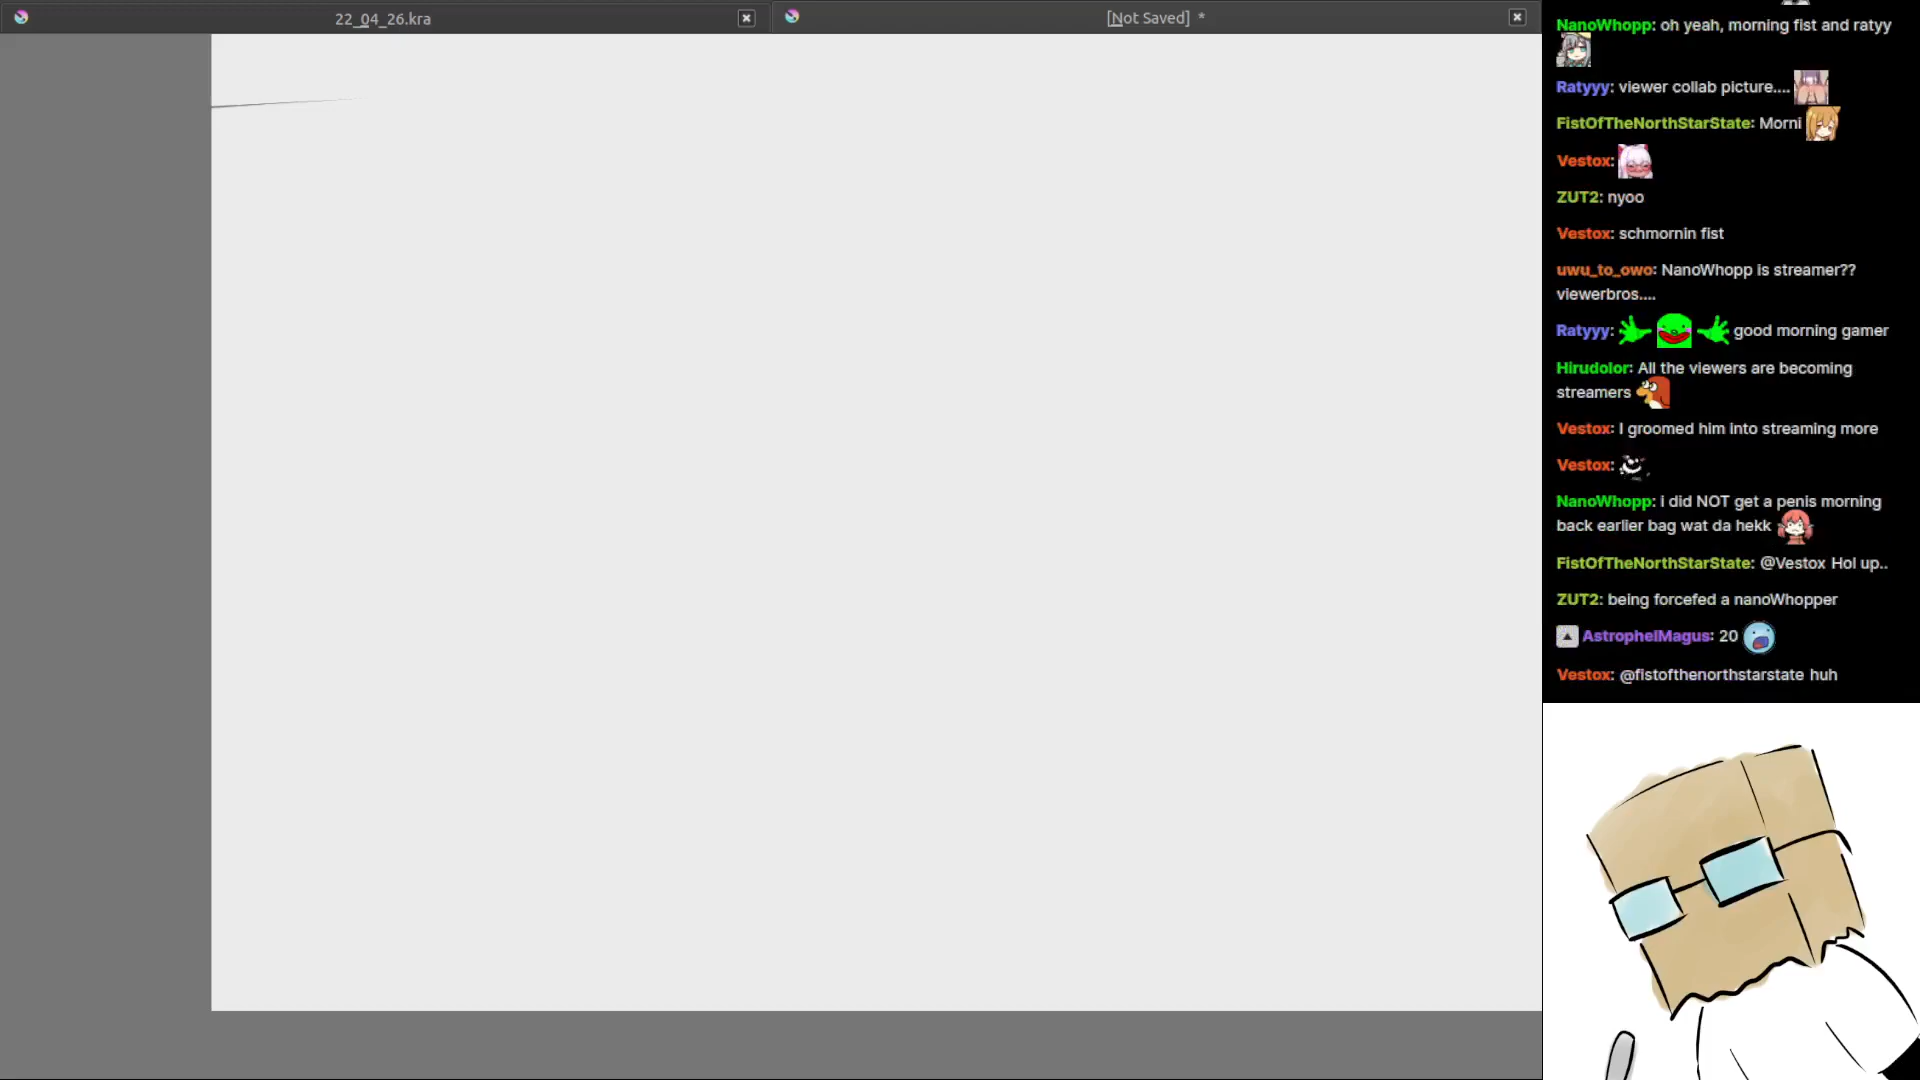 22_04_26.kra
[Not Saved] *
NanoWhopp: oh yeah, morning fist and ratyy
Ratyyy: viewer collab picture....
FistOfTheNorthStarState: Morni
Vestox:
ZUT2: nyoo
Vestox: schmornin fist
uwu_to_owo: NanoWhopp is streamer??
viewerbros....
Ratyyy: good morning gamer
Hirudolor: All the viewers are becoming
streamers
Vestox: I groomed him into streaming more
Vestox:
NanoWhopp: i did NOT get a penis morning
back earlier bag wat da hekk
FistOfTheNorthStarState: @Vestox Hol up..
ZUT2: being forcefed a nanoWhopper
AstrophelMagus: 20
Vestox: @fistofthenorthstarstate huh